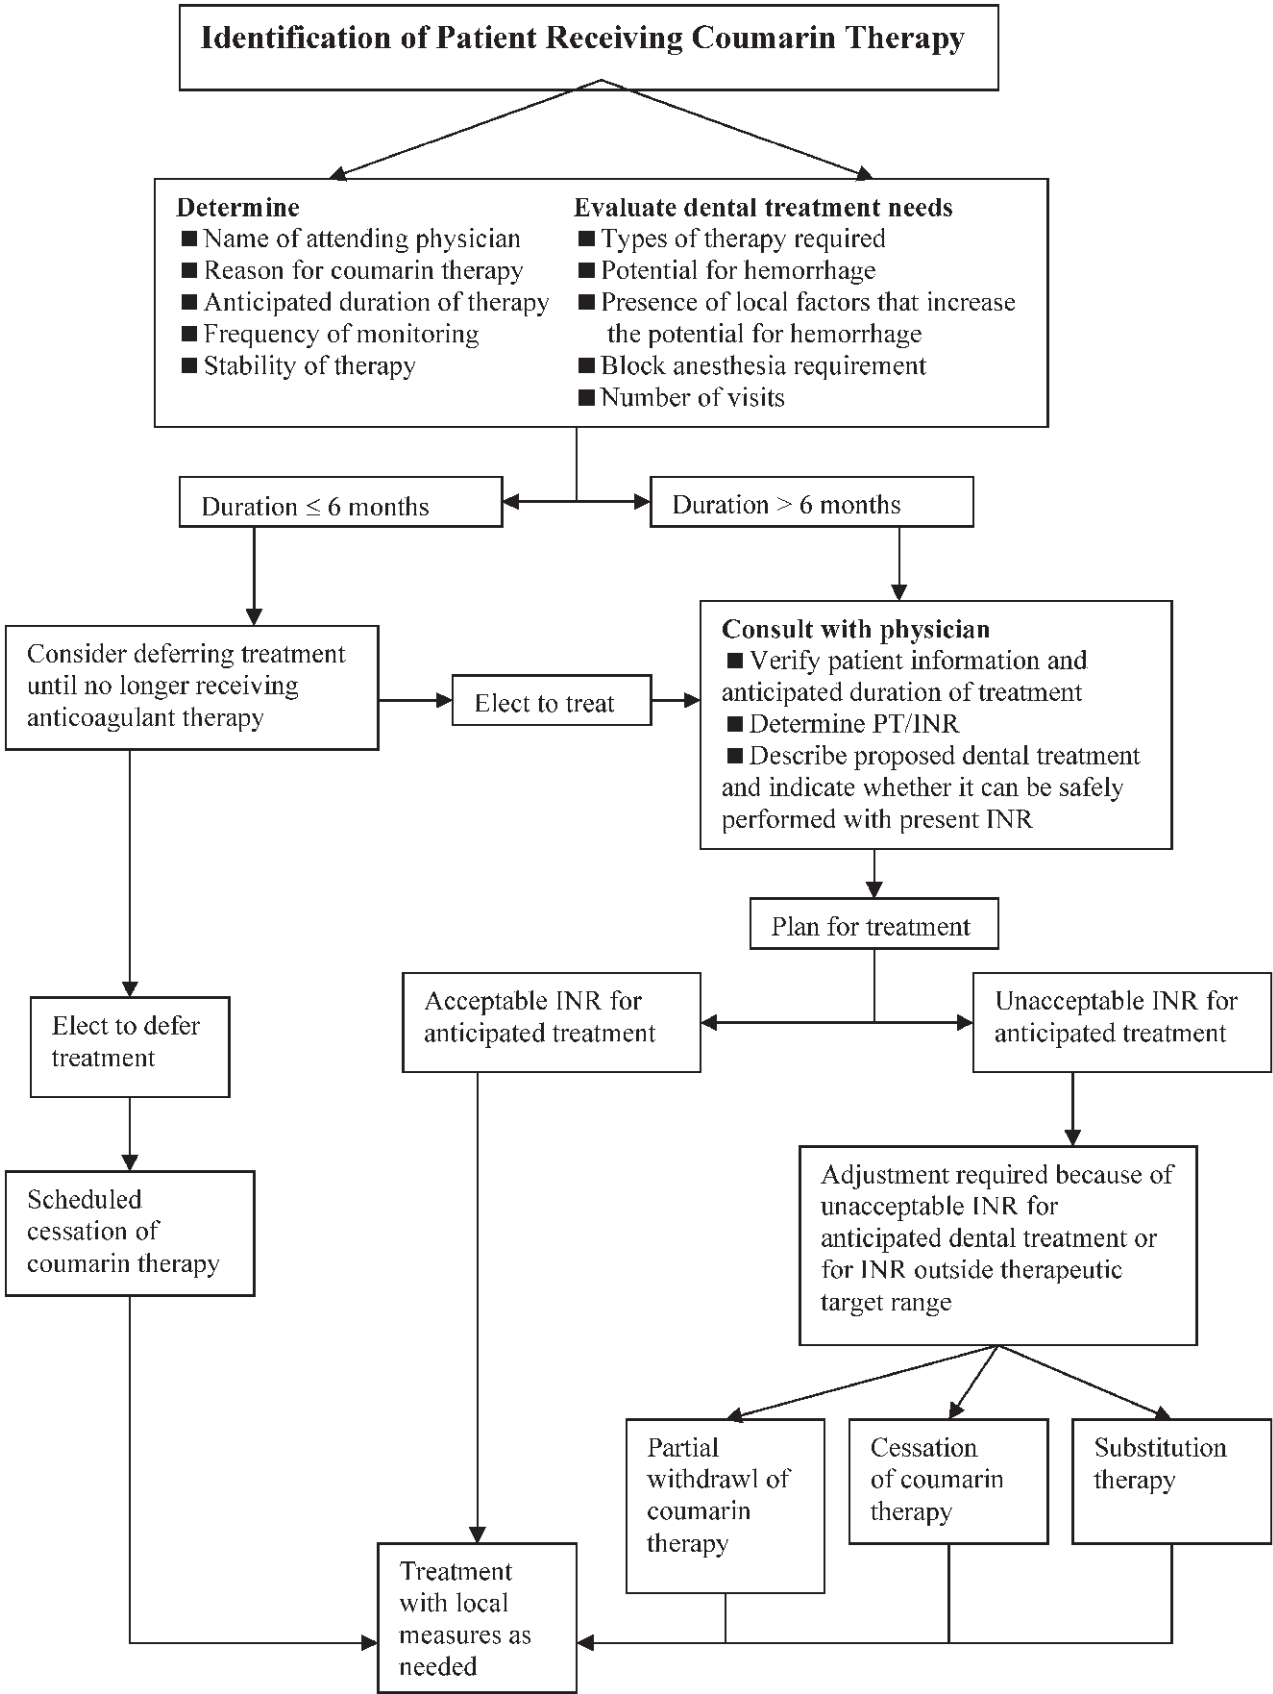 Identification of Patient Receiving Coumarin Therapy
Determine
■ Name of attending physician
■ Reason for coumarin therapy
■ Anticipated duration of therapy
■ Frequency of monitoring
■ Stability of therapy
Evaluate dental treatment needs
■ Types of therapy required
■ Potential for hemorrhage
■ Presence of local factors that increase
the potential for hemorrhage
■ Block anesthesia requirement
■ Number of visits
Duration ≤ 6 months
Duration > 6 months
Consider deferring treatment
until no longer receiving
anticoagulant therapy
Elect to treat
Consult with physician
■ Verify patient information and
anticipated duration of treatment
■ Determine PT/INR
■ Describe proposed dental treatment
and indicate whether it can be safely
performed with present INR
Plan for treatment
Elect to defer
treatment
Acceptable INR for
anticipated treatment
Unacceptable INR for
anticipated treatment
Scheduled
cessation of
coumarin therapy
Adjustment required because of
unacceptable INR for
anticipated dental treatment or
for INR outside therapeutic
target range
Partial
withdrawl of
coumarin
therapy
Cessation
of coumarin
therapy
Substitution
therapy
Treatment
with local
measures as
needed